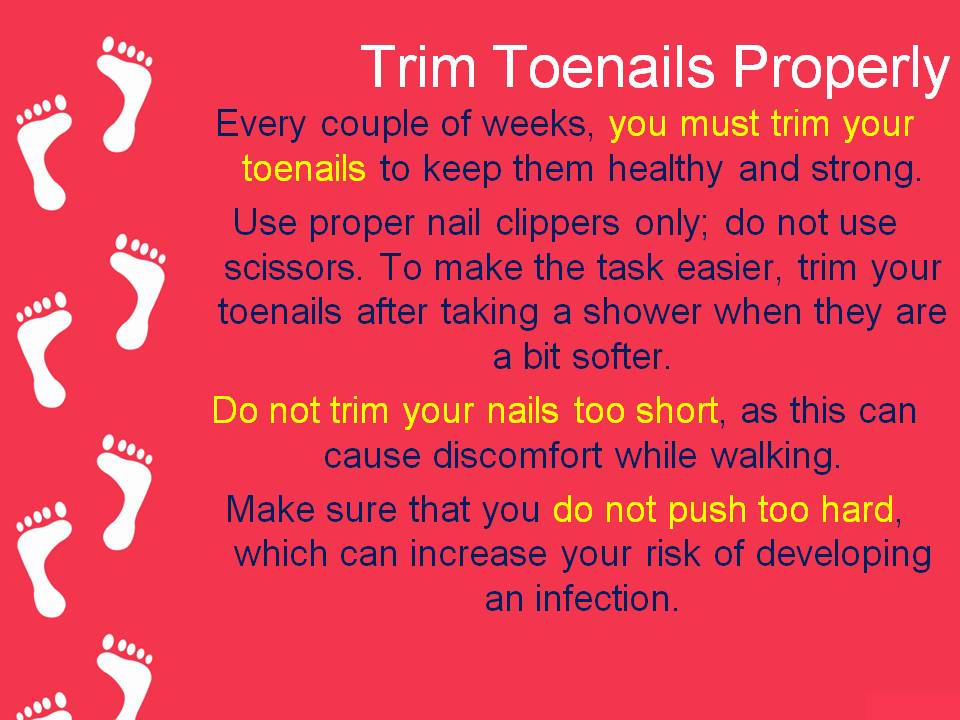 Trim Toenails Properly
Every couple of weeks, you must trim your
toenails to keep them healthy and strong.
Use proper nail clippers only; do not use
scissors. To make the task easier, trim your
toenails after taking a shower when they are
a bit softer.
Do not trim your nails too short, as this can
cause discomfort while walking.
Make sure that you do not push too hard,
which can increase your risk of developing
an infection.